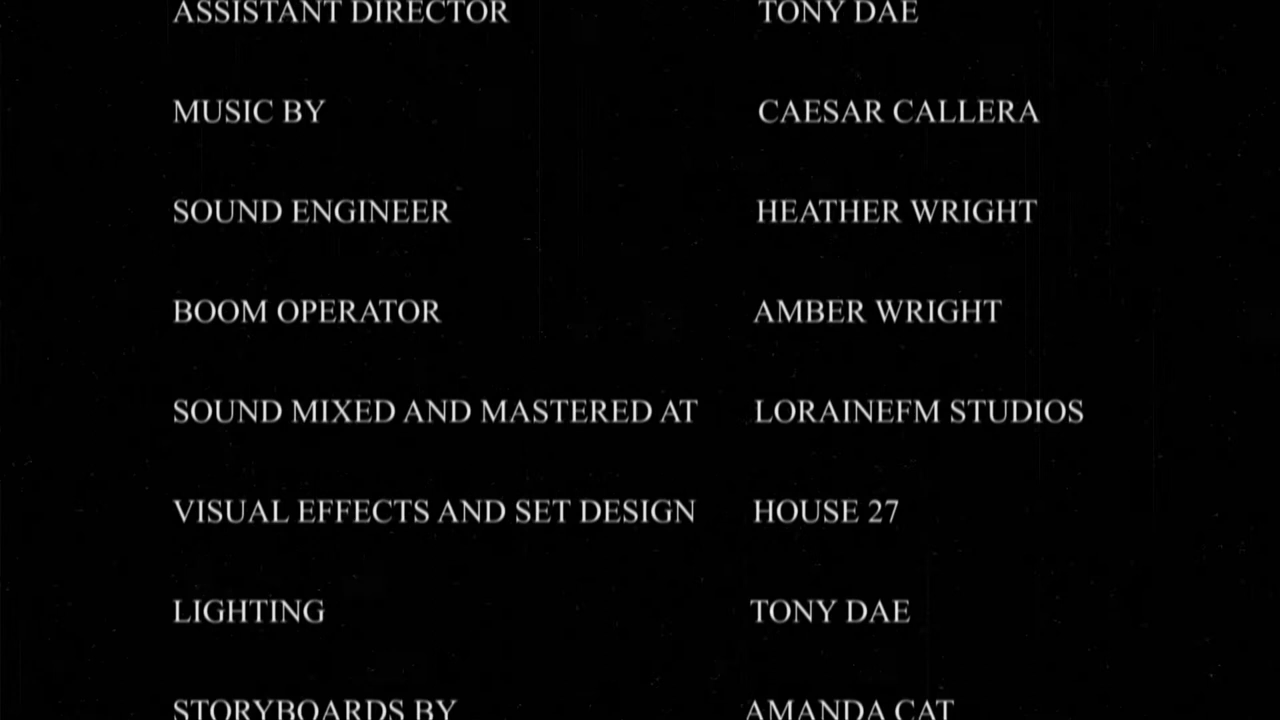 ASSISTANT DIRECTOR TONY DAE
MUSIC BY CAESAR CALLERA
SOUND ENGINEER HEATHER WRIGHT
BOOM OPERATOR AMBER WRIGHT
SOUND MIXED AND MASTERED AT LORAINEFM STUDIOS
VISUAL EFFECTS AND SET DESIGN HOUSE 27
LIGHTING TONY DAE
STORYBOARDS BY AMANDA CAT